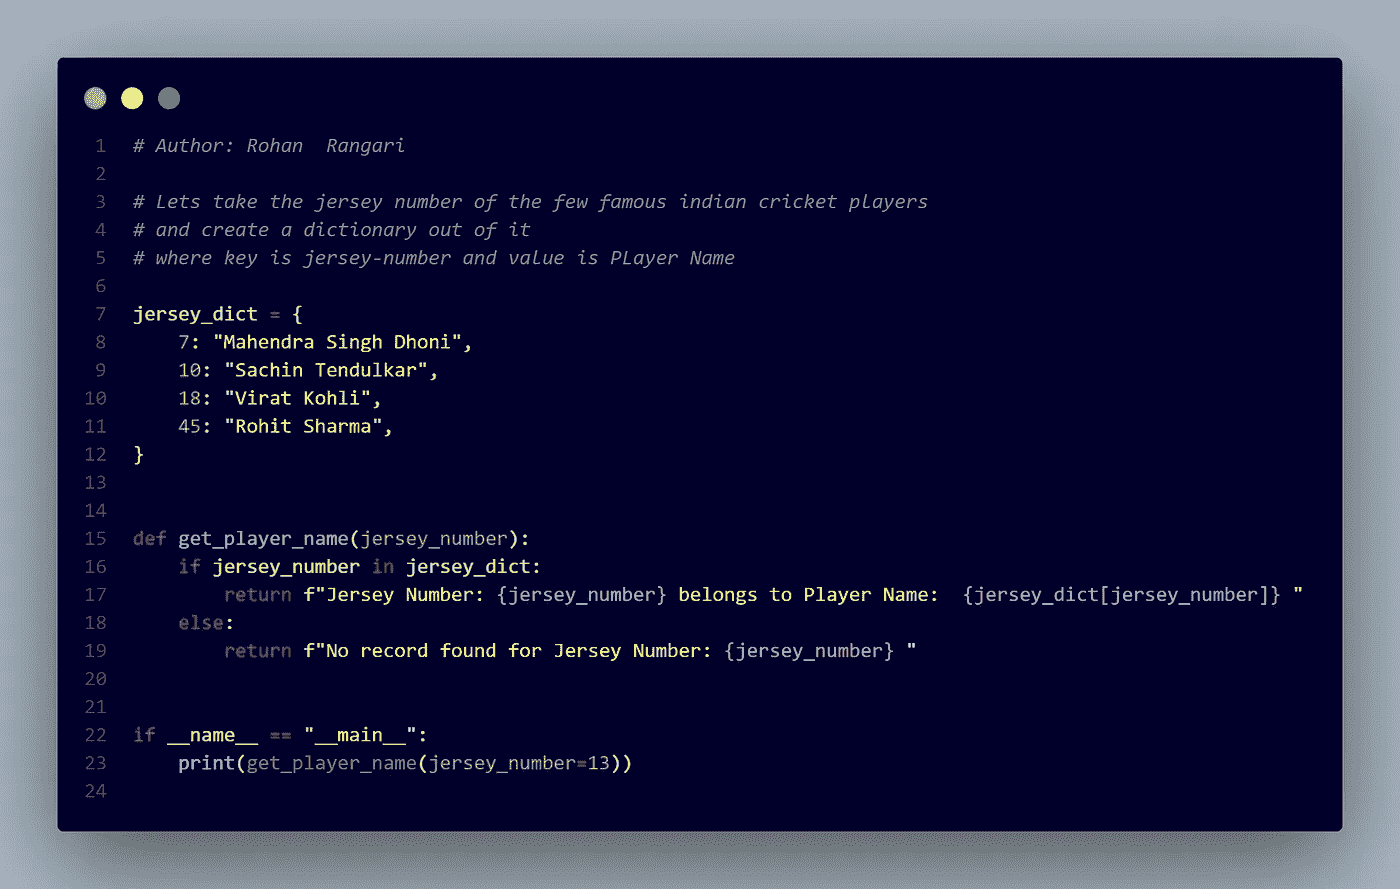 1 # Author: Rohan  Rangari
2
3 # Lets take the jersey number of the few famous indian cricket players
4 # and create a dictionary out of it
5 # where key is jersey-number and value is PLayer Name
6
7 jersey_dict = {
8     7: "Mahendra Singh Dhoni",
9     10: "Sachin Tendulkar",
10     18: "Virat Kohli",
11     45: "Rohit Sharma",
12 }
13
14
15 def get_player_name(jersey_number):
16     if jersey_number in jersey_dict:
17         return f"Jersey Number: {jersey_number} belongs to Player Name:  {jersey_dict[jersey_number]} "
18     else:
19         return f"No record found for Jersey Number: {jersey_number} "
20
21
22 if __name__ == "__main__":
23     print(get_player_name(jersey_number=13))
24